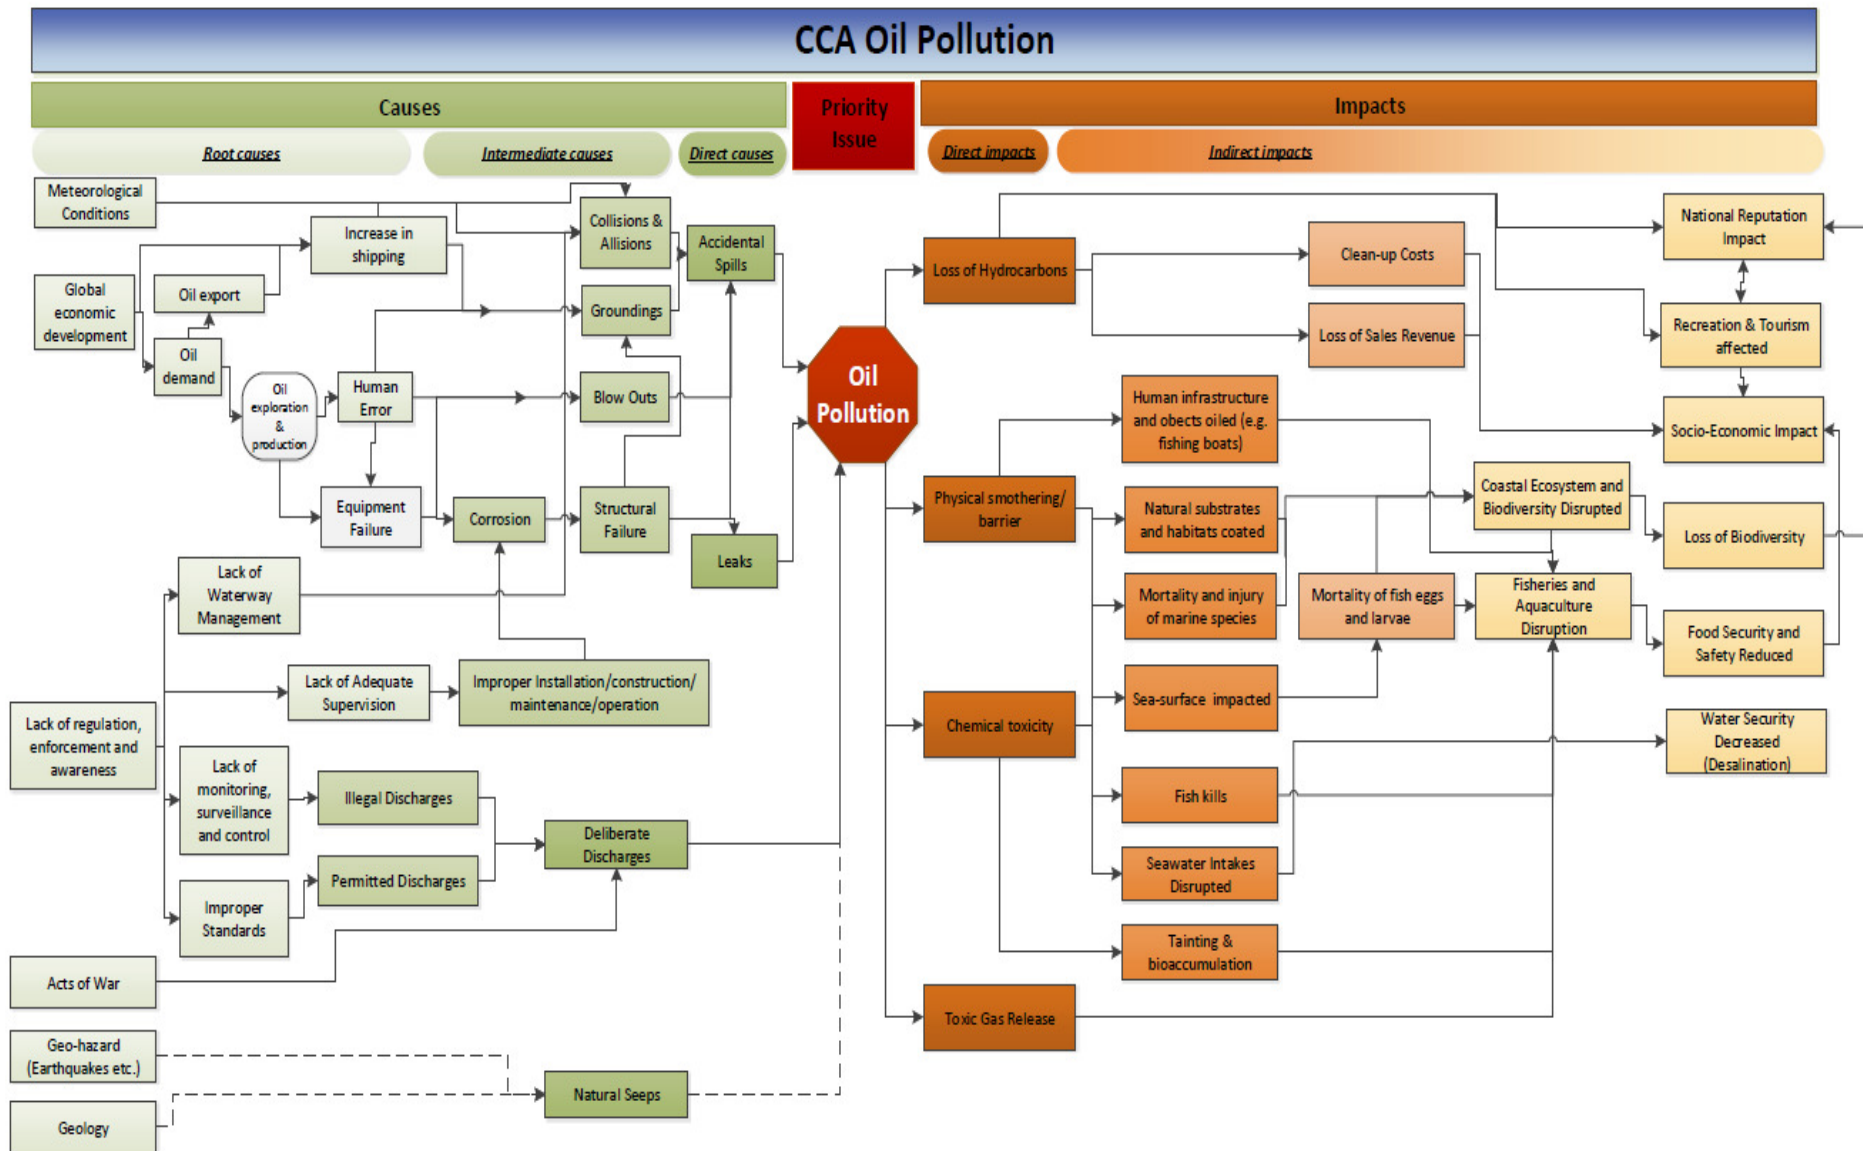 CCA Oil Pollution
Causes
Priority
Issue
Impacts
Root causes
Intermediate causes
Direct causes
Direct impacts
Indirect impacts
Meteorological
Conditions
Increase in
shipping
Global
economic
development
Oil export
Oil
demand
Oil
exploration
&
production
Human
Error
Equipment
Failure
Collisions &
Allisions
Groundings
Blow Outs
Corrosion
Structural
Failure
Accidental
Spills
Leaks
Lack of
Waterway
Management
Lack of Adequate
Supervision
Improper Installation/construction/
maintenance/operation
Lack of regulation,
enforcement and
awareness
Lack of
monitoring,
surveillance
and control
Illegal Discharges
Permitted Discharges
Improper
Standards
Deliberate
Discharges
Acts of War
Geo-hazard
(Earthquakes etc.)
Geology
Natural Seeps
Oil
Pollution
Loss of Hydrocarbons
Physical smothering/
barrier
Chemical toxicity
Toxic Gas Release
Clean-up Costs
Loss of Sales Revenue
Human infrastructure
and obects oiled (e.g.
fishing boats)
Natural substrates
and habitats coated
Mortality and injury
of marine species
Sea-surface impacted
Fish kills
Seawater Intakes
Disrupted
Tainting &
bioaccumulation
Mortality of fish eggs
and larvae
Coastal Ecosystem and
Biodiversity Disrupted
Fisheries and
Aquaculture
Disruption
National Reputation
Impact
Recreation & Tourism
affected
Socio-Economic Impact
Loss of Biodiversity
Food Security and
Safety Reduced
Water Security
Decreased
(Desalination)